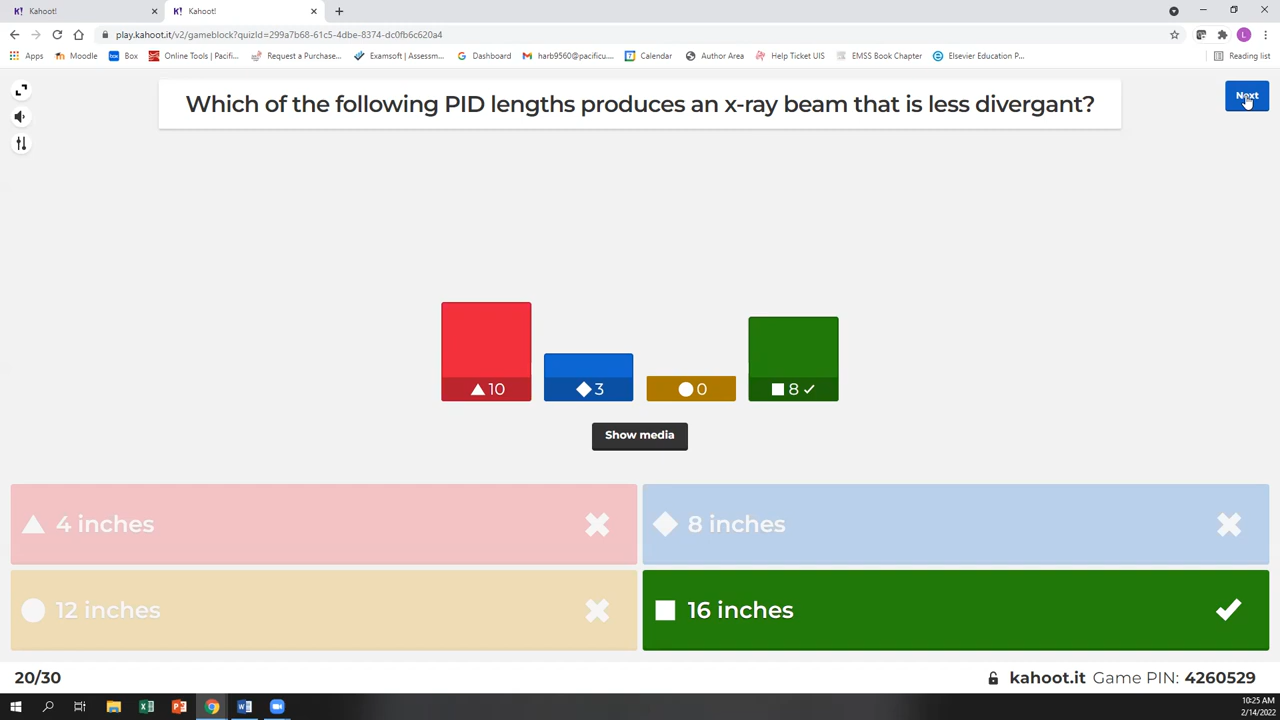 Kahoot!
Kahoot!
play.kahoot.it/v2/gameblock?quizId=299a7b68-61c5-4dbe-8374-dc0fb6c620a4
Apps Moodle Box Online Tools | Pacifi... Request a Purchase... Examsoft | Assessm... Dashboard harb9560@pacificu.... Calendar Author Area Help Ticket UIS EMSS Book Chapter Elsevier Education P... Reading list
Which of the following PID lengths produces an x-ray beam that is less divergant?
Next
10
3
0
8
Show media
4 inches
8 inches
12 inches
16 inches
20/30
kahoot.it Game PIN: 4260529
10:25 AM
2/14/2022